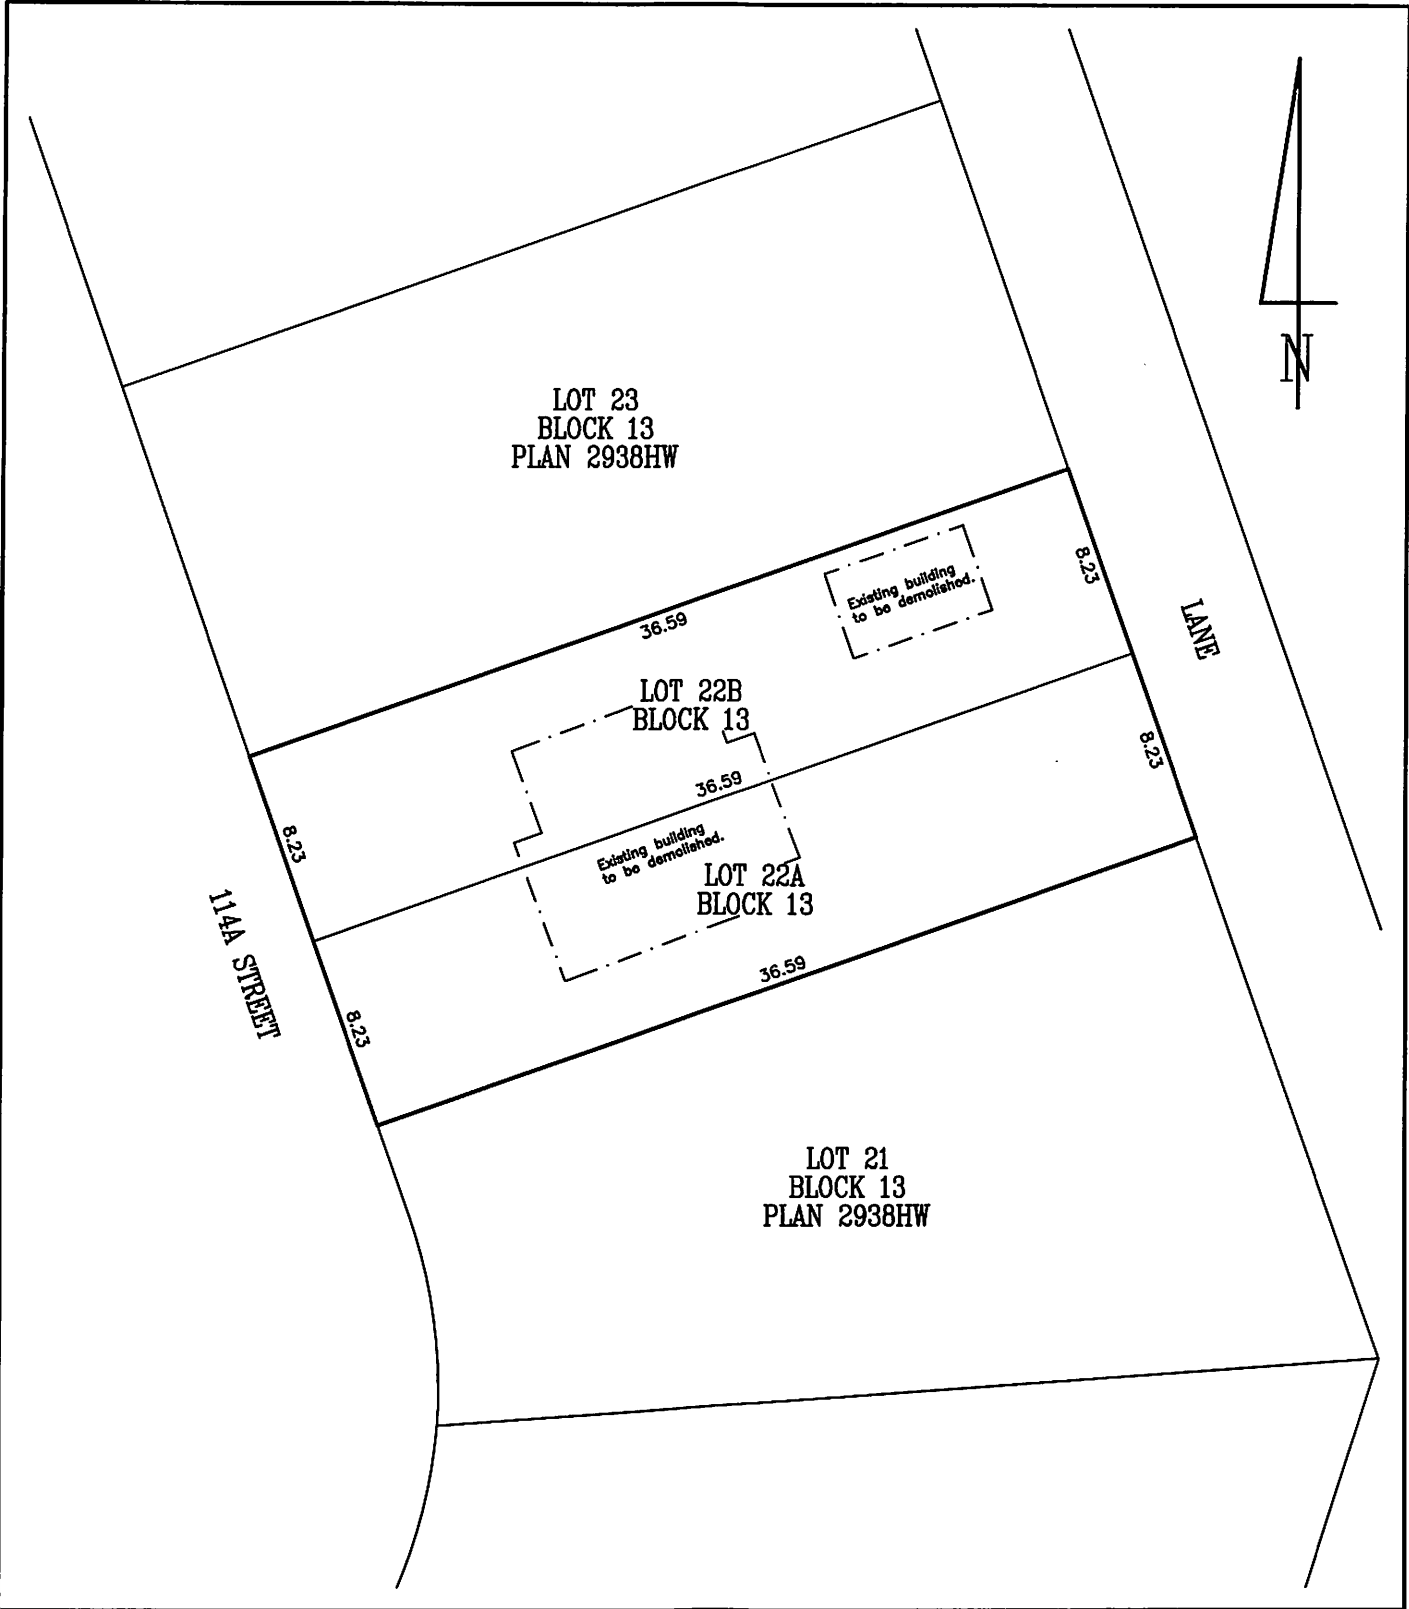 N
LOT 23
BLOCK 13
PLAN 2938HW
Existing building
to be demolished.
8.23
LANE
36.59
LOT 22B
BLOCK 13
8.23
36.59
8.23
Existing building
to be demolished.
LOT 22A
BLOCK 13
114A STREET
36.59
8.23
LOT 21
BLOCK 13
PLAN 2938HW